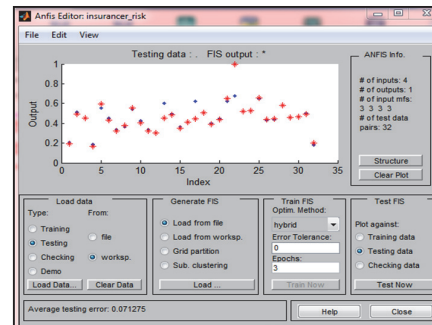 Anfis Editor: insurancer_risk
File Edit View
Testing data : . FIS output : *
1
0.8
0.6
0.4
0.2
0
0 5 10 15 20 25 30 35
Output
Index
ANFIS Info.
# of inputs: 4
# of outputs: 1
# of input mfs:
3 3 3 3
# of test data
pairs: 32
Structure
Clear Plot
Load data
Type: From:
Training
Testing
Checking
Demo
file
worksp.
Load Data... Clear Data
Generate FIS
Load from file
Load from worksp.
Grid partition
Sub. clustering
Load ...
Train FIS
Optim. Method:
hybrid
Error Tolerance:
0
Epochs:
3
Train Now
Test FIS
Plot against:
Training data
Testing data
Checking data
Test Now
Average testing error: 0.071275
Help Close